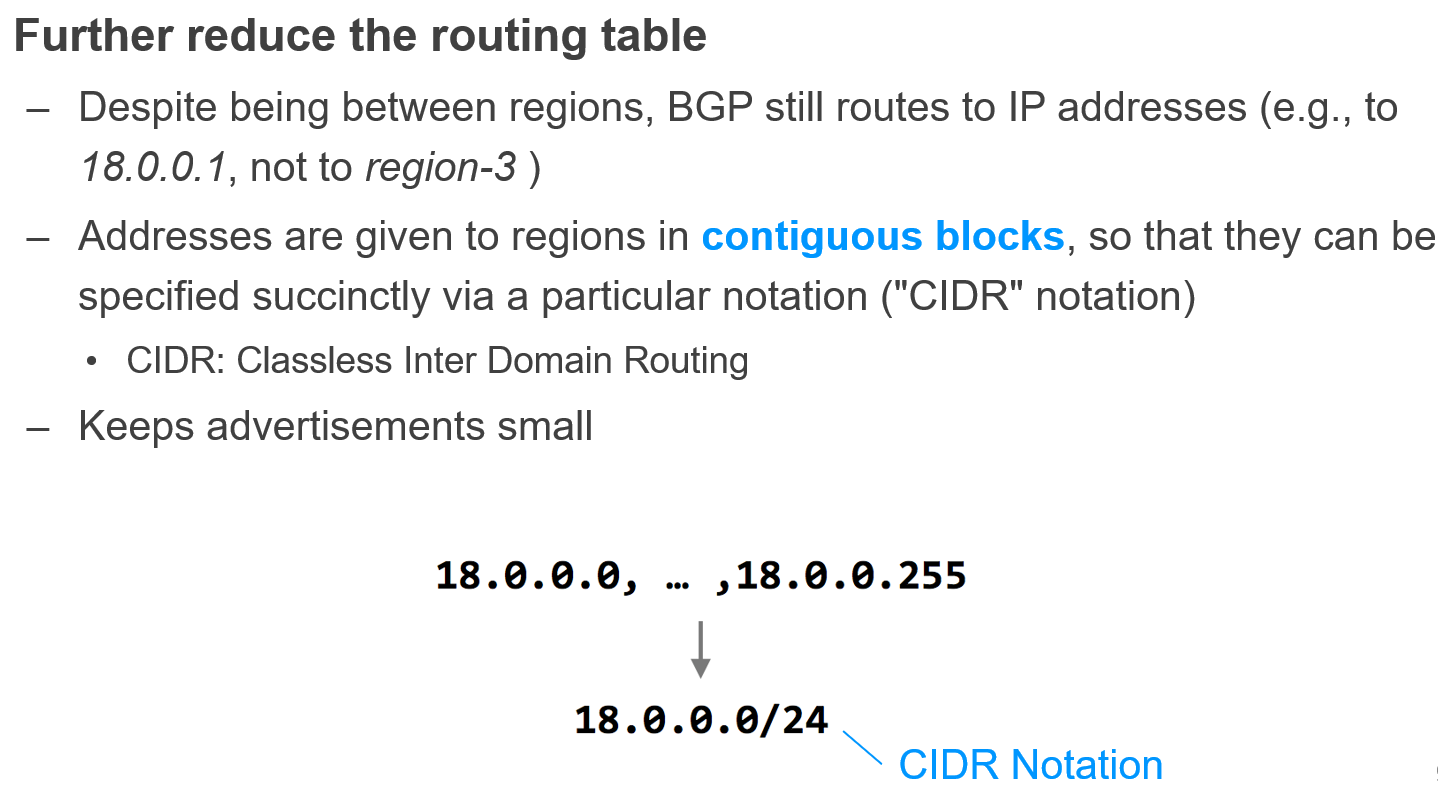 Further reduce the routing table
– Despite being between regions, BGP still routes to IP addresses (e.g., to
18.0.0.1, not to region-3 )
– Addresses are given to regions in contiguous blocks, so that they can be
specified succinctly via a particular notation ("CIDR" notation)
• CIDR: Classless Inter Domain Routing
– Keeps advertisements small
18.0.0.0, … ,18.0.0.255
18.0.0.0/24
CIDR Notation